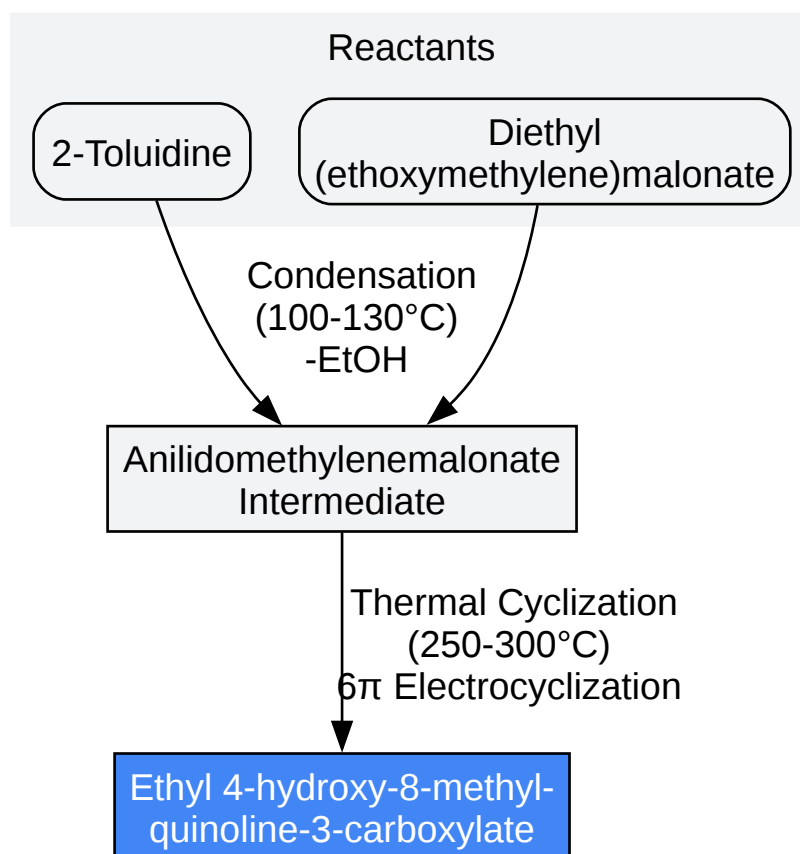 Reactants
2-Toluidine
Diethyl
(ethoxymethylene)malonate
Condensation
(100-130°C)
-EtOH
Anilidomethylenemalonate
Intermediate
Thermal Cyclization
(250-300°C)
6π Electrocyclization
Ethyl 4-hydroxy-8-methyl-
quinoline-3-carboxylate